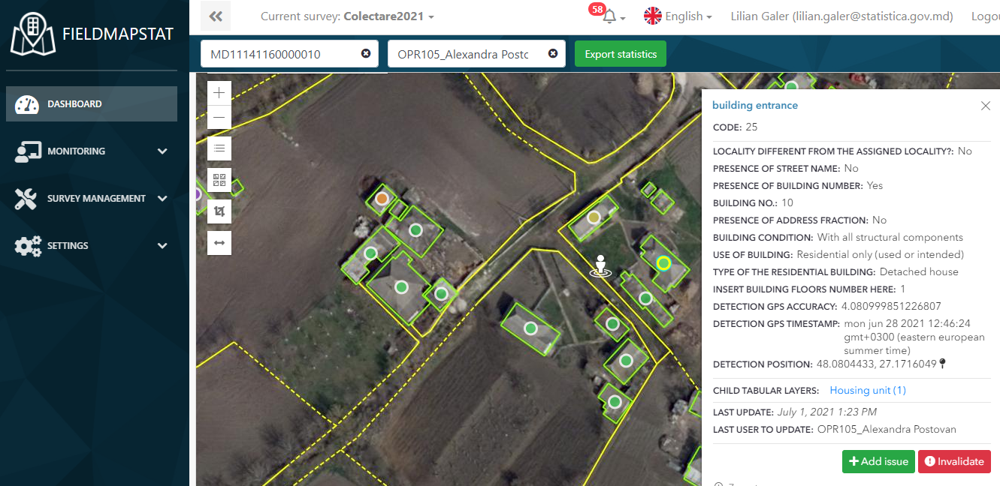 FIELDMAPSTAT
Current survey: Colectare2021
58
English
Lilian Galer (lilian.galer@statistica.gov.md)
MD11141160000010
OPR105_Alexandra Posto
Export statistics
DASHBOARD
MONITORING
SURVEY MANAGEMENT
SETTINGS
building entrance
CODE: 25
LOCALITY DIFFERENT FROM THE ASSIGNED LOCALITY?: No
PRESENCE OF STREET NAME: No
PRESENCE OF BUILDING NUMBER: Yes
BUILDING NO.: 10
PRESENCE OF ADDRESS FRACTION: No
BUILDING CONDITION: With all structural components
USE OF BUILDING: Residential only (used or intended)
TYPE OF THE RESIDENTIAL BUILDING: Detached house
INSERT BUILDING FLOORS NUMBER HERE: 1
DETECTION GPS ACCURACY: 4.080999851226807
DETECTION GPS TIMESTAMP: mon jun 28 2021 12:46:24
gmt+0300 (eastern european
summer time)
DETECTION POSITION: 48.0804433, 27.1716049
CHILD TABULAR LAYERS: Housing unit (1)
LAST UPDATE: July 1, 2021 1:23 PM
LAST USER TO UPDATE: OPR105_Alexandra Postovan
Add issue
Invalidate